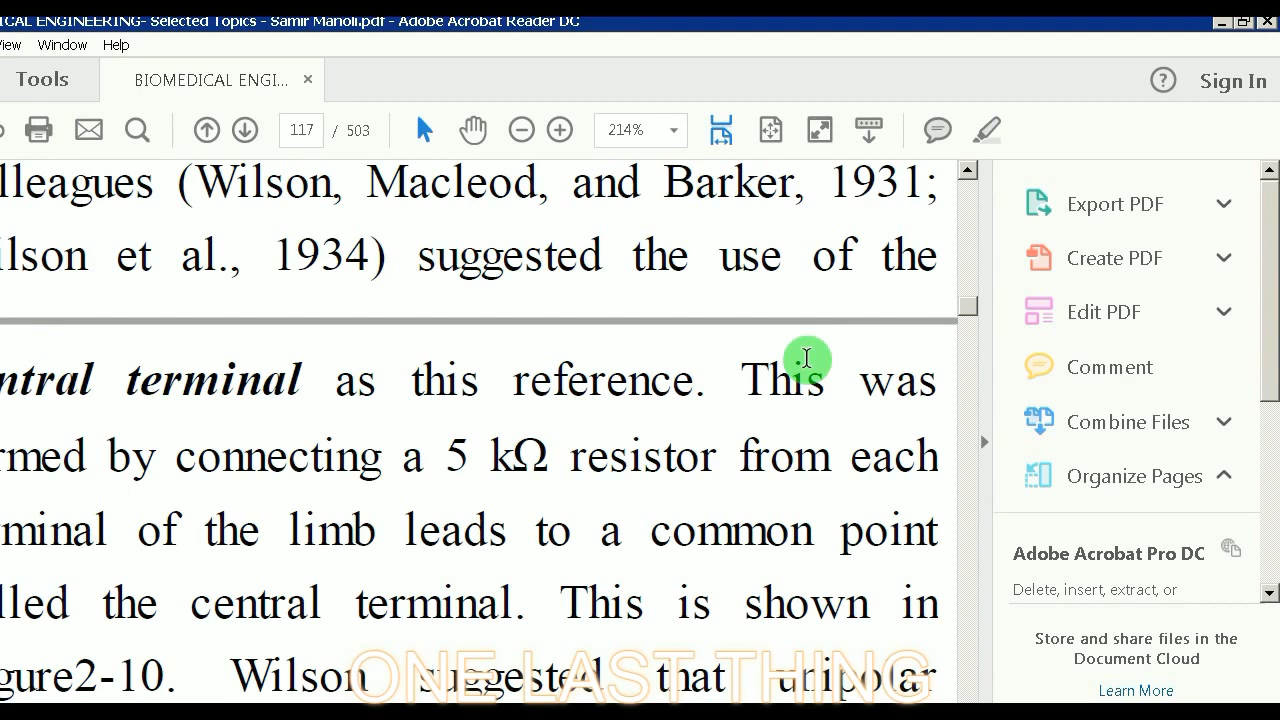 ICAL ENGINEERING- Selected Topics - Samir Manoli.pdf - Adobe Acrobat Reader DC
View Window Help
Tools
BIOMEDICAL ENGI... ×
? Sign In
117 / 503
214%
lleagues (Wilson, Macleod, and Barker, 1931;
ilson et al., 1934) suggested the use of the
ntral terminal as this reference. This was
rmed by connecting a 5 kΩ resistor from each
rminal of the limb leads to a common point
lled the central terminal. This is shown in
gure2-10. Wilson suggested that unipolar
ONE LAST THING
Export PDF
Create PDF
Edit PDF
Comment
Combine Files
Organize Pages
Adobe Acrobat Pro DC
Delete, insert, extract, or
Store and share files in the
Document Cloud
Learn More